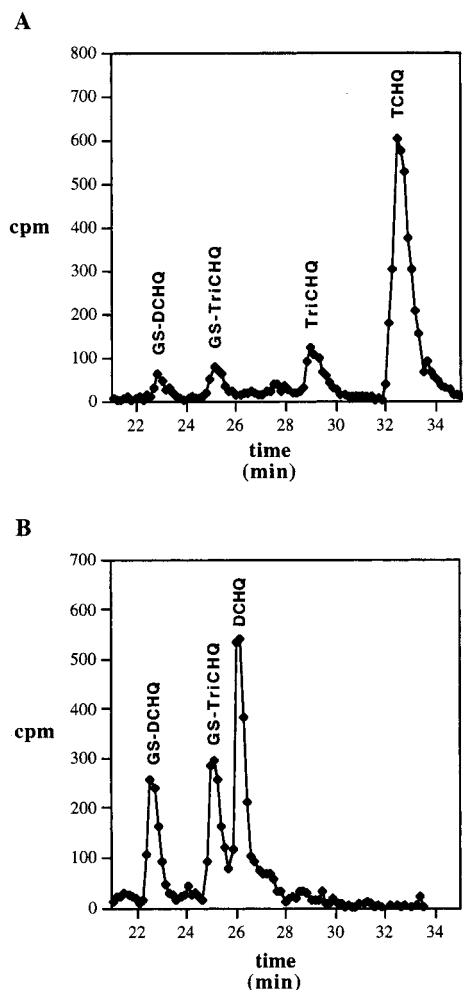 A
800
700
600
500
400
300
200
100
0
cpm
GS-DCHQ
GS-TriCHQ
TriCHQ
TCHQ
22
24
26
28
30
32
34
time
(min)
B
700
600
500
400
300
200
100
0
cpm
GS-DCHQ
GS-TriCHQ
DCHQ
22
24
26
28
30
32
34
time
(min)